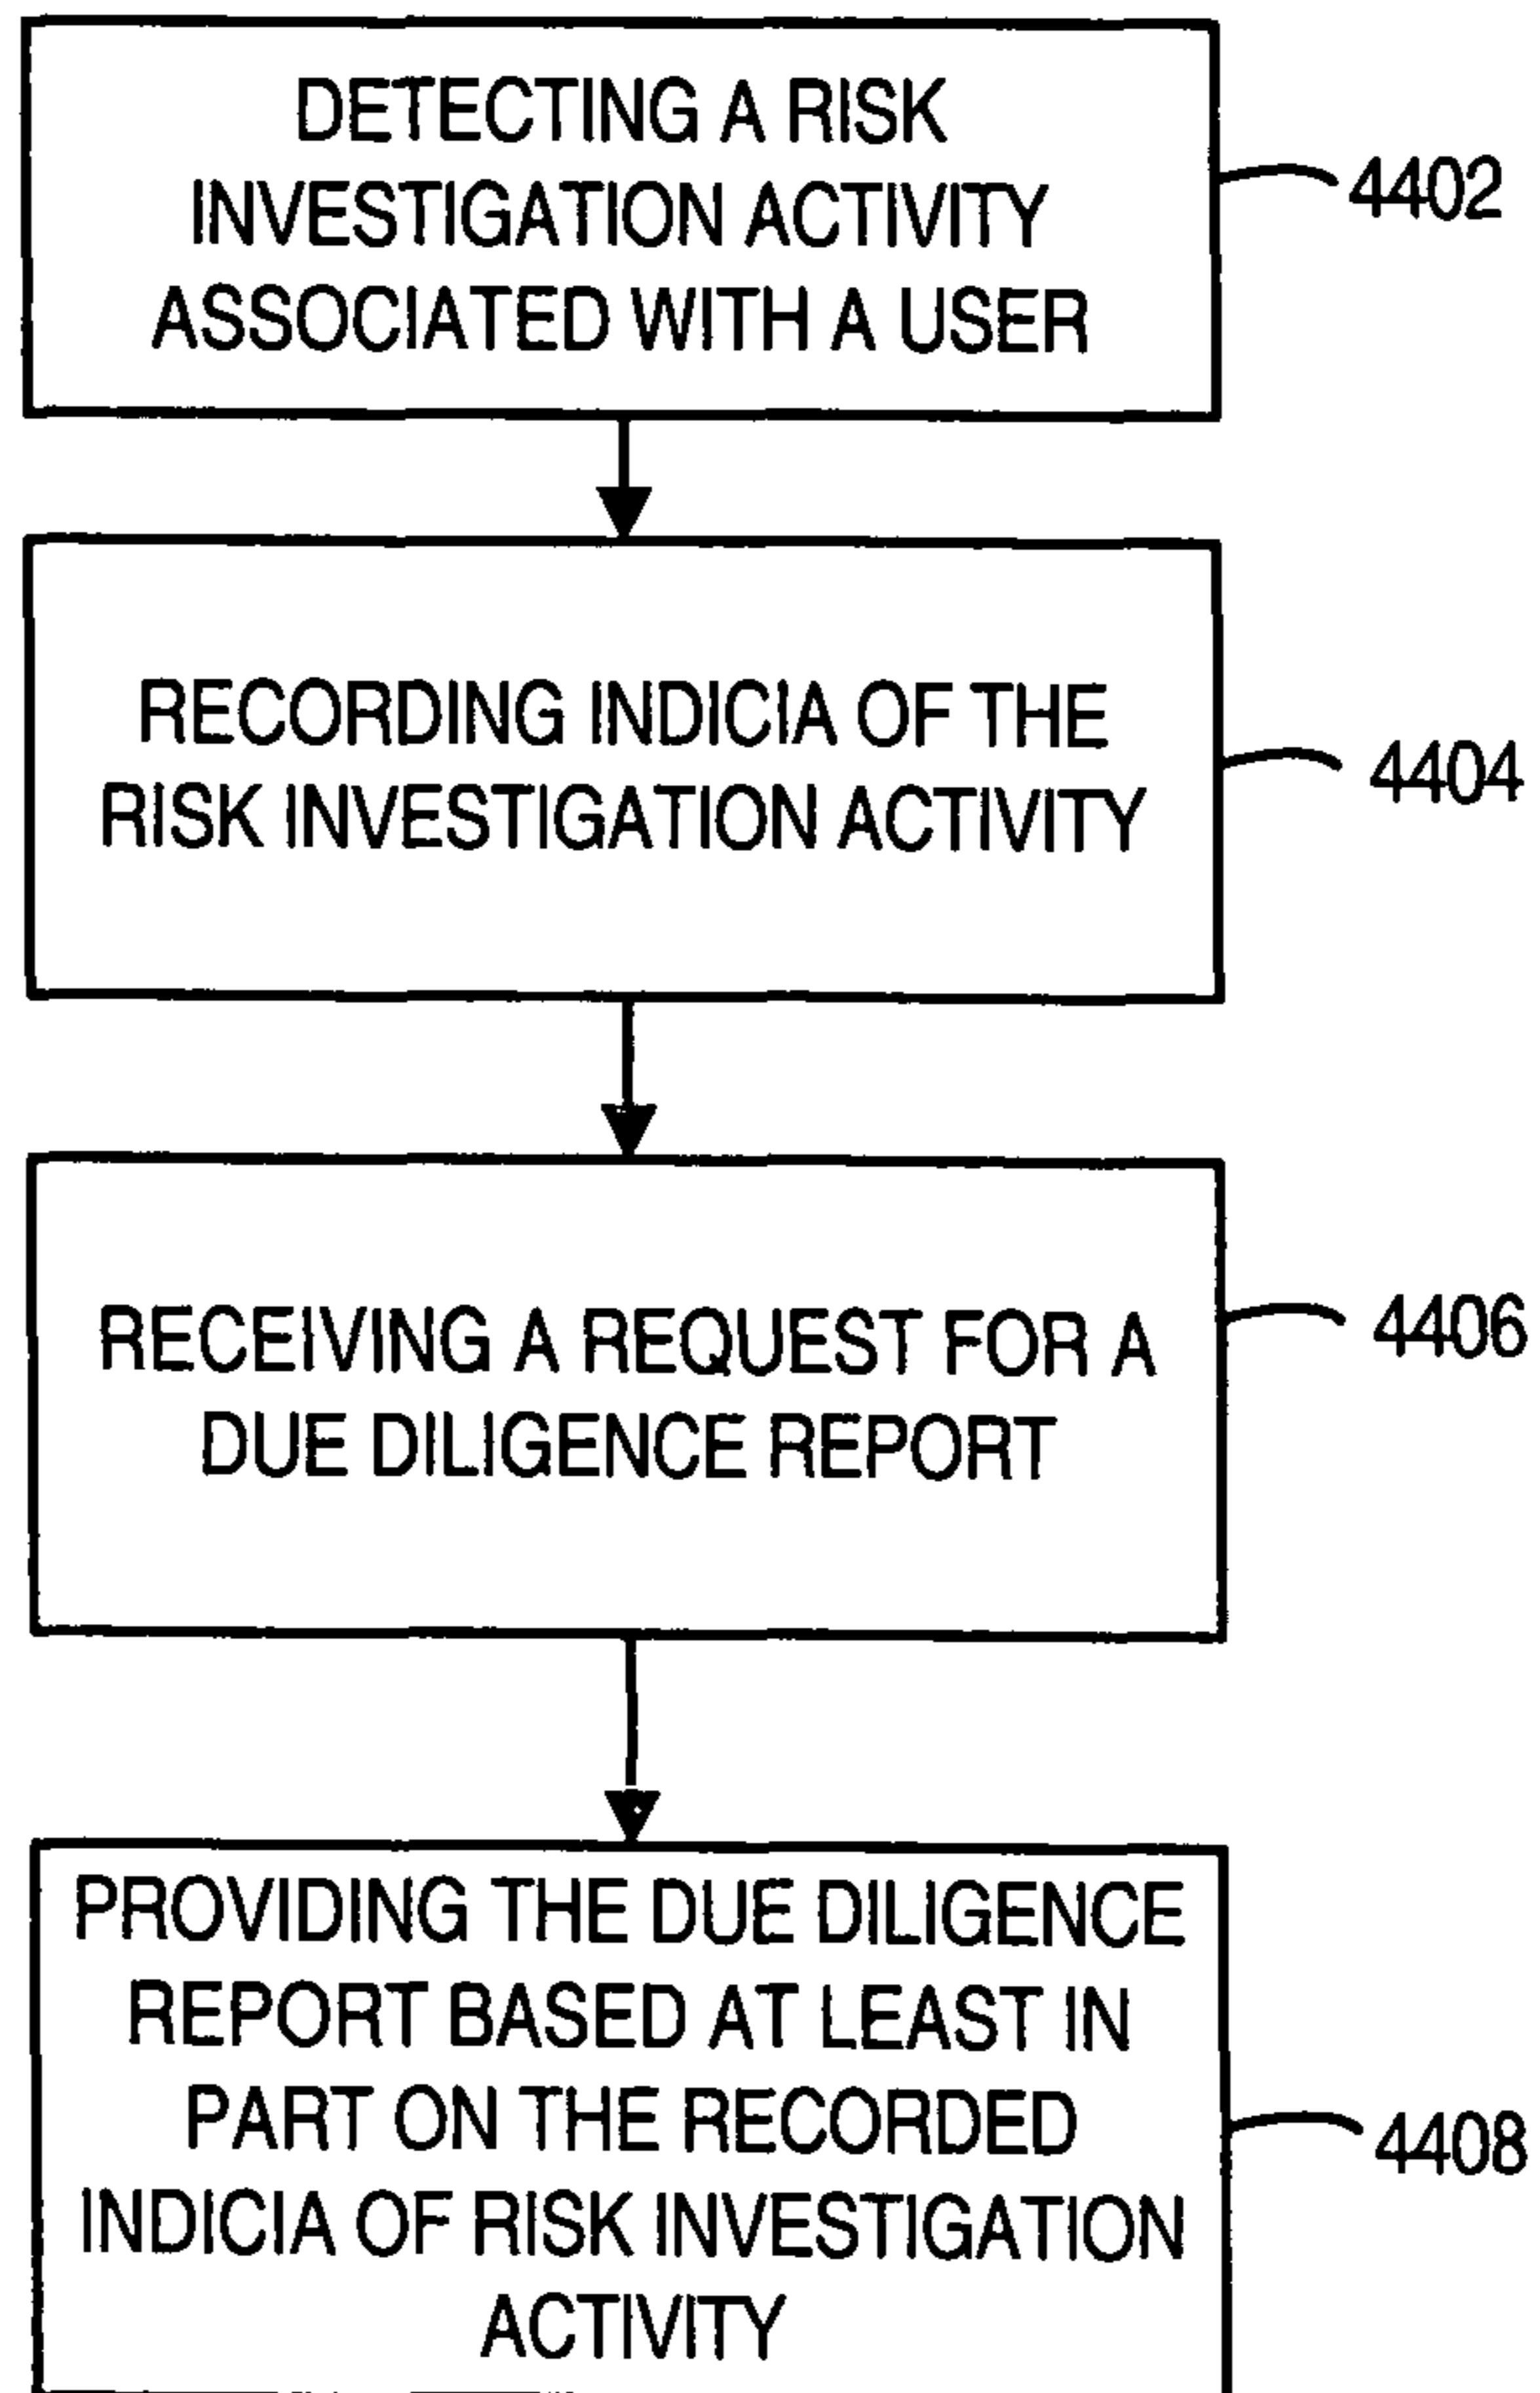 DETECTING A RISK
INVESTIGATION ACTIVITY
ASSOCIATED WITH A USER
4402
RECORDING INDICIA OF THE
RISK INVESTIGATION ACTIVITY
4404
RECEIVING A REQUEST FOR A
DUE DILIGENCE REPORT
4406
PROVIDING THE DUE DILIGENCE
REPORT BASED AT LEAST IN
PART ON THE RECORDED
INDICIA OF RISK INVESTIGATION
ACTIVITY
4408